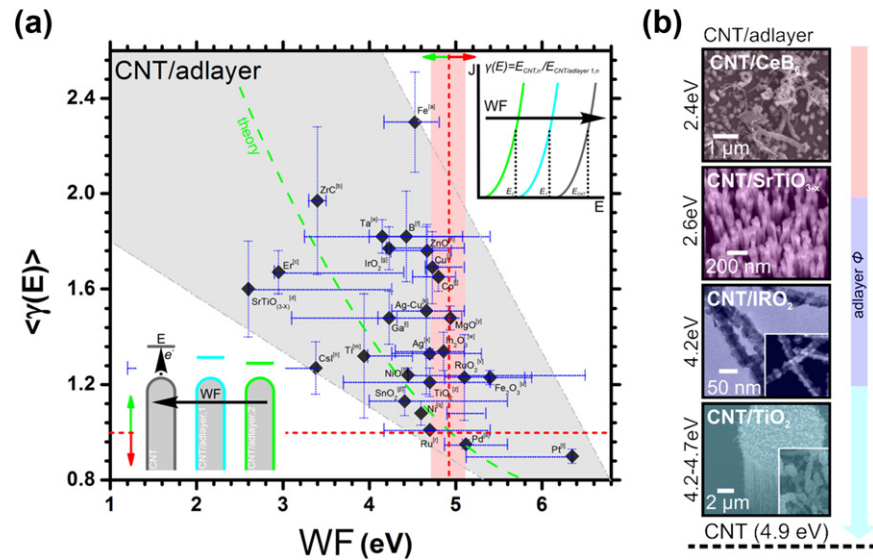 (a)
CNT/adlayer
<γ(E)>
2.4
2.0
1.6
1.2
0.8
1
2
3
4
5
6
WF (eV)
theory
J
γ(E)=E_CNT,n/E_CNT/adlayer 1,n
WF
E
Fe[a]
ZrC[b]
Ta[e]
B[f]
IrO2[g]
ZnO
Cu
Co
Er[c]
SrTiO(3-X)[d]
Ag-Cu
Ga
MgO
CsI
Ti
Ag
In2O3
RuO2
NiO
TiO2
Fe2O3
SnO2
Ni
Ru
Pd
Pt
E
e-
WF
CNT
CNT/adlayer,1
CNT/adlayer,2
(b)
CNT/adlayer
2.4eV
CNT/CeB6
1 μm
2.6eV
CNT/SrTiO3-x
200 nm
4.2eV
CNT/IRO2
50 nm
4.2-4.7eV
CNT/TiO2
2 μm
adlayer Φ
CNT (4.9 eV)